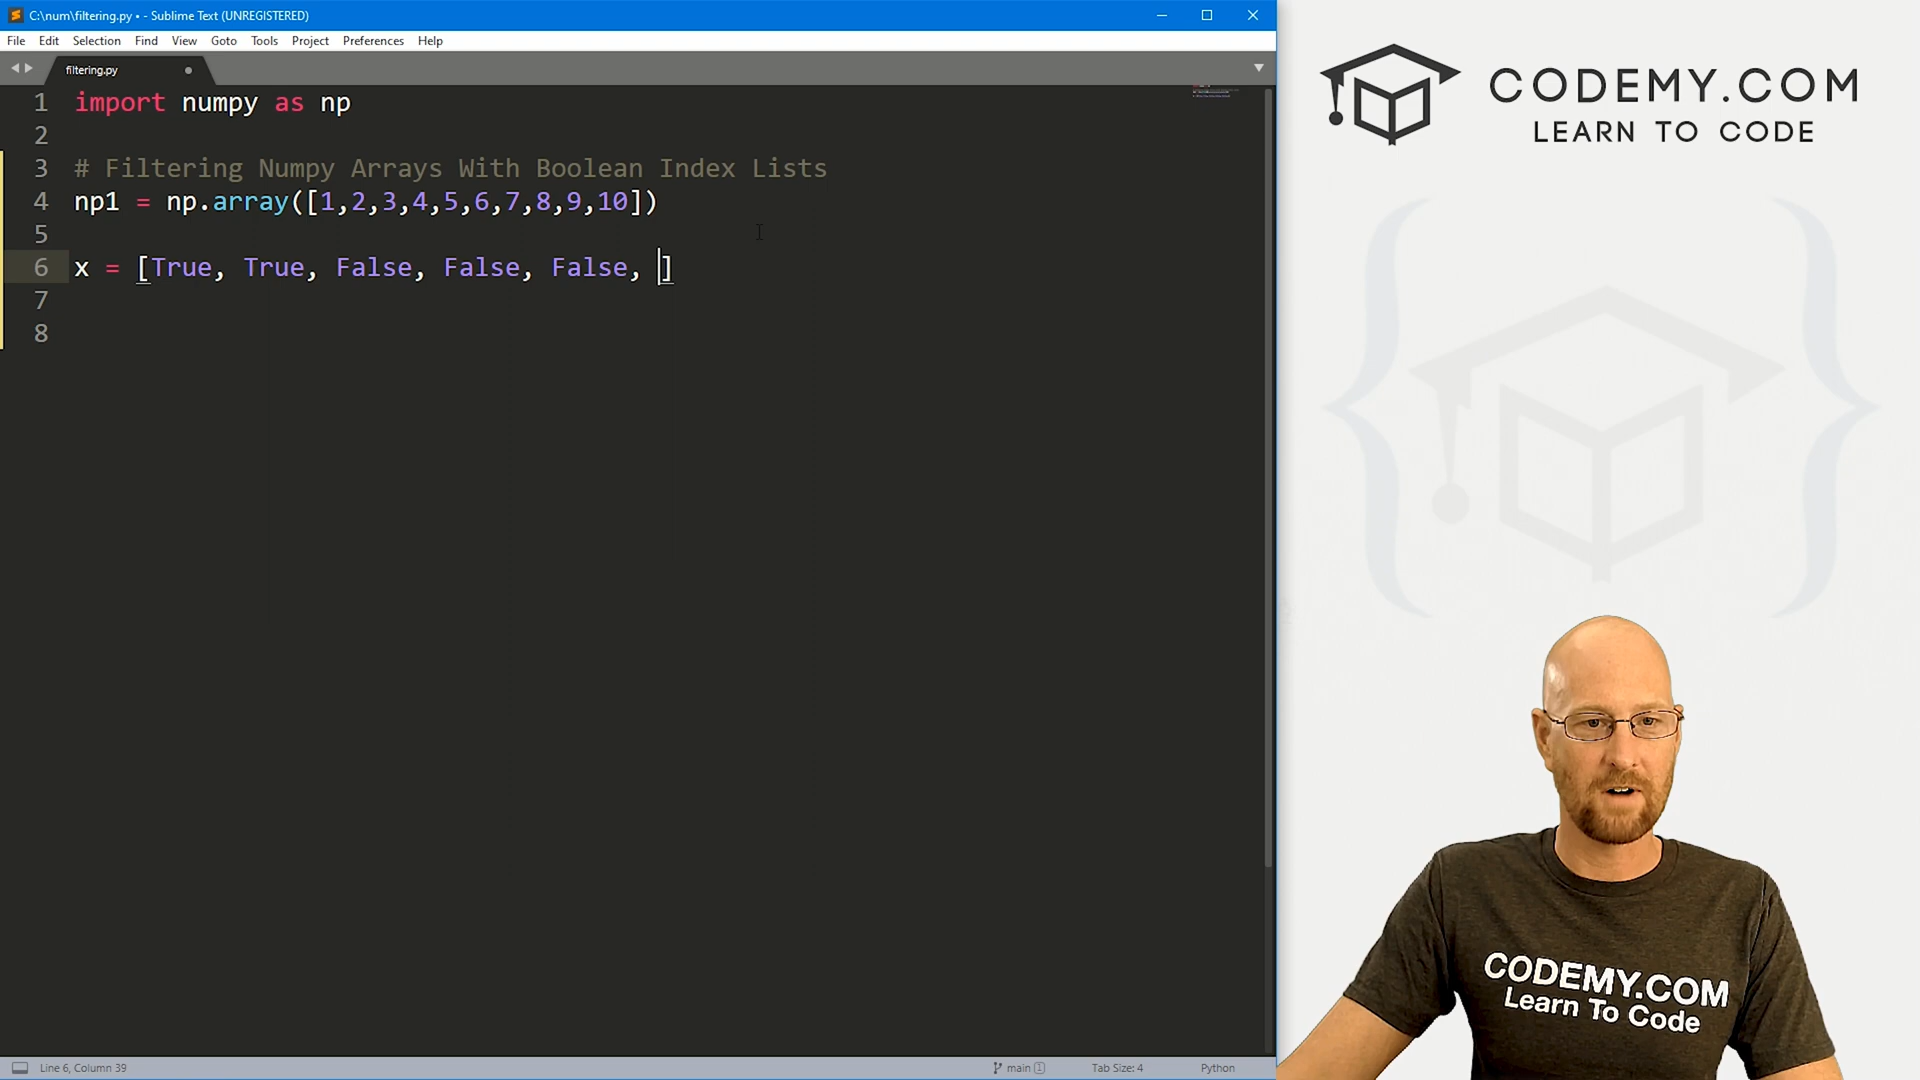 C:\num\filtering.py • - Sublime Text (UNREGISTERED)
File Edit Selection Find View Goto Tools Project Preferences Help
filtering.py
1 import numpy as np
2
3 # Filtering Numpy Arrays With Boolean Index Lists
4 np1 = np.array([1,2,3,4,5,6,7,8,9,10])
5
6 x = [True, True, False, False, False, ]
7
8
Line 6, Column 39
main 1
Tab Size: 4
Python
CODEMY.COM
LEARN TO CODE
CODEMY.COM
Learn To Code